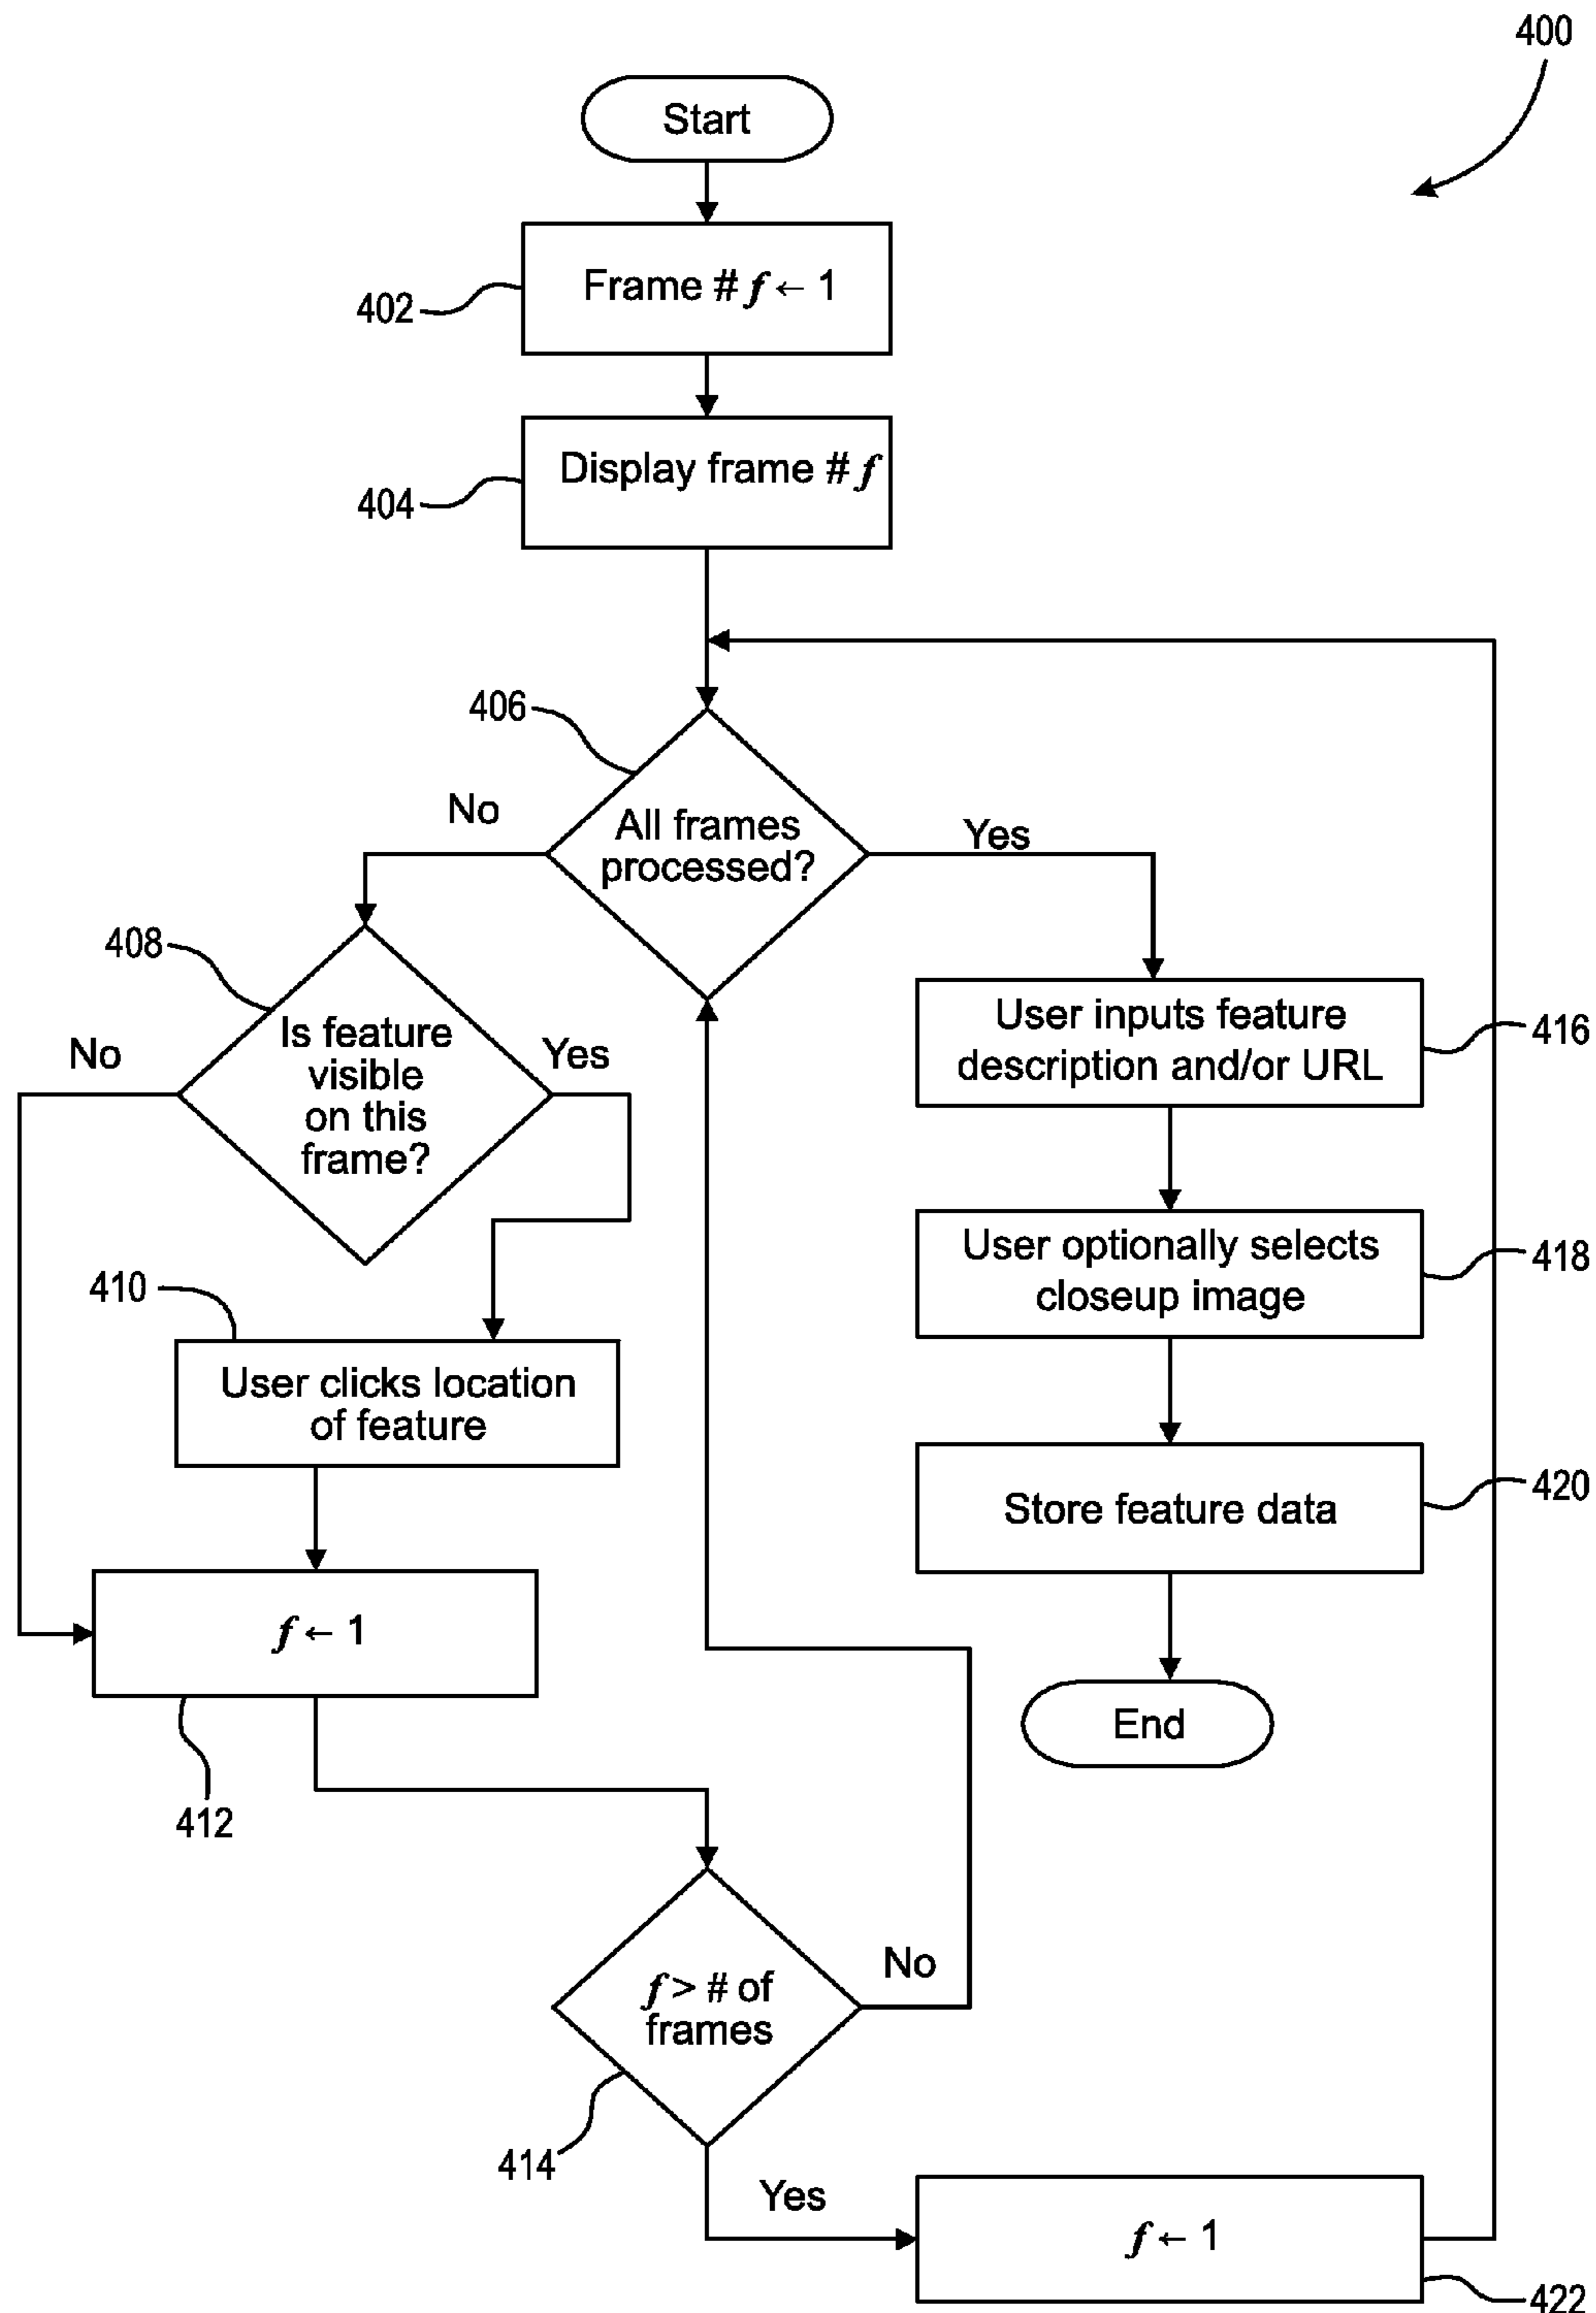 400
Start
Frame # f ← 1
402
Display frame # f
404
406
No
All frames
processed?
Yes
408
No
Is feature
visible
on this
frame?
Yes
User inputs feature
description and/or URL
416
User optionally selects
closeup image
418
410
User clicks location
of feature
Store feature data
420
f ← 1
412
End
f > # of
frames
No
414
Yes
f ← 1
422